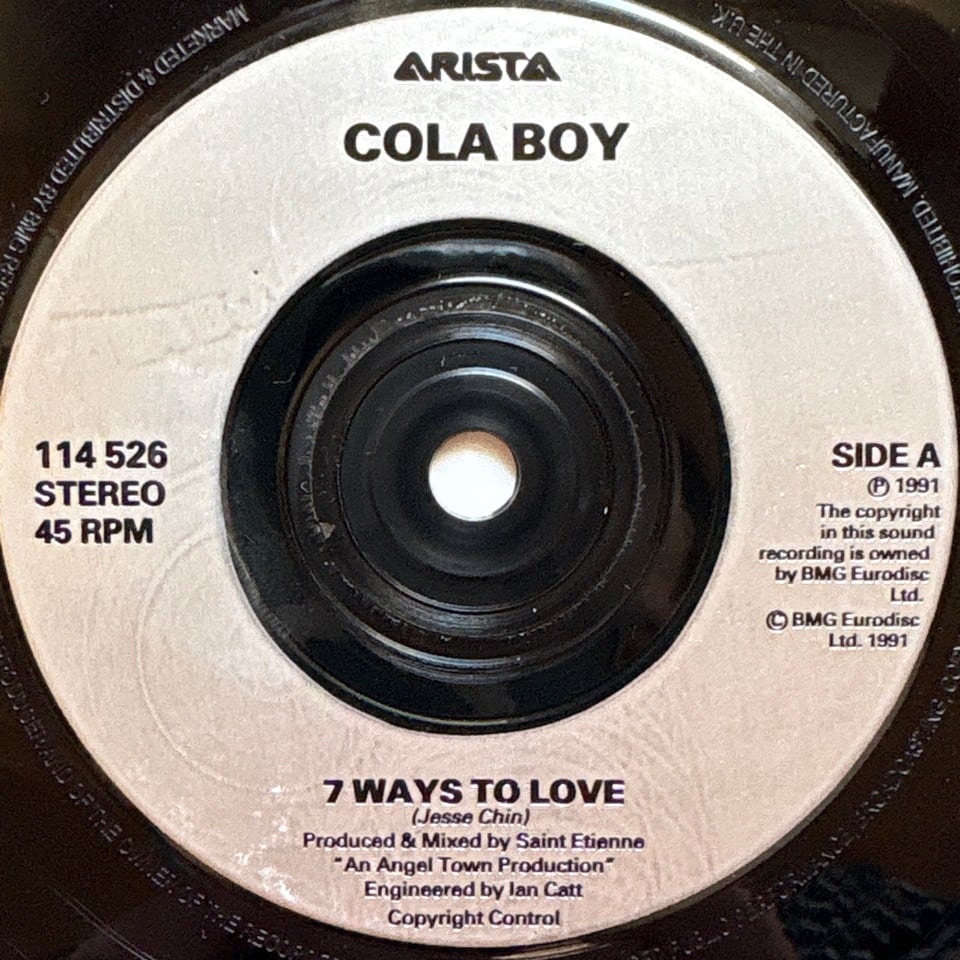 ARISTA
COLA BOY
114 526
STEREO
45 RPM
SIDE A
Ⓟ 1991
The copyright
in this sound
recording is owned
by BMG Eurodisc
Ltd.
© BMG Eurodisc
Ltd. 1991
7 WAYS TO LOVE
(Jesse Chin)
Produced & Mixed by Saint Etienne
"An Angel Town Production"
Engineered by Ian Catt
Copyright Control
MARKETED & DISTRIBUTED BY BMG
PROHIBITED. MANUFACTURED IN THE U.K.